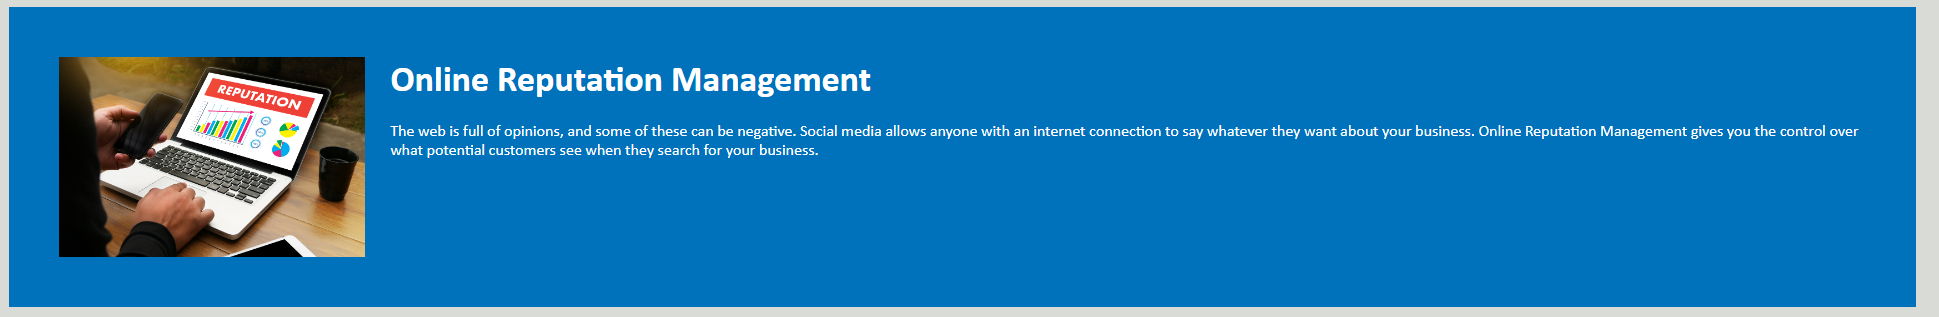 REPUTATION
Online Reputation Management
The web is full of opinions, and some of these can be negative. Social media allows anyone with an internet connection to say whatever they want about your business. Online Reputation Management gives you the control over
what potential customers see when they search for your business.